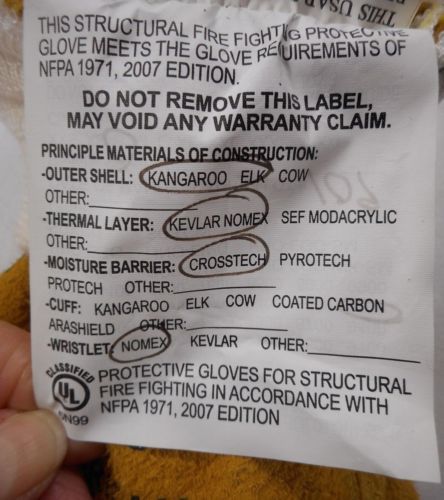 THIS USA
THIS STRUCTURAL FIRE FIGHTING PROTECTIVE
GLOVE MEETS THE GLOVE REQUIREMENTS OF
NFPA 1971, 2007 EDITION.
DO NOT REMOVE THIS LABEL,
MAY VOID ANY WARRANTY CLAIM.
PRINCIPLE MATERIALS OF CONSTRUCTION:
-OUTER SHELL: KANGAROO ELK COW
OTHER:
-THERMAL LAYER: KEVLAR NOMEX SEF MODACRYLIC
OTHER:
-MOISTURE BARRIER: CROSSTECH PYROTECH
PROTECH OTHER:
-CUFF: KANGAROO ELK COW COATED CARBON
ARASHIELD OTHER:
-WRISTLET: NOMEX KEVLAR OTHER:
CLASSIFIED
UL
5N99
PROTECTIVE GLOVES FOR STRUCTURAL
FIRE FIGHTING IN ACCORDANCE WITH
NFPA 1971, 2007 EDITION